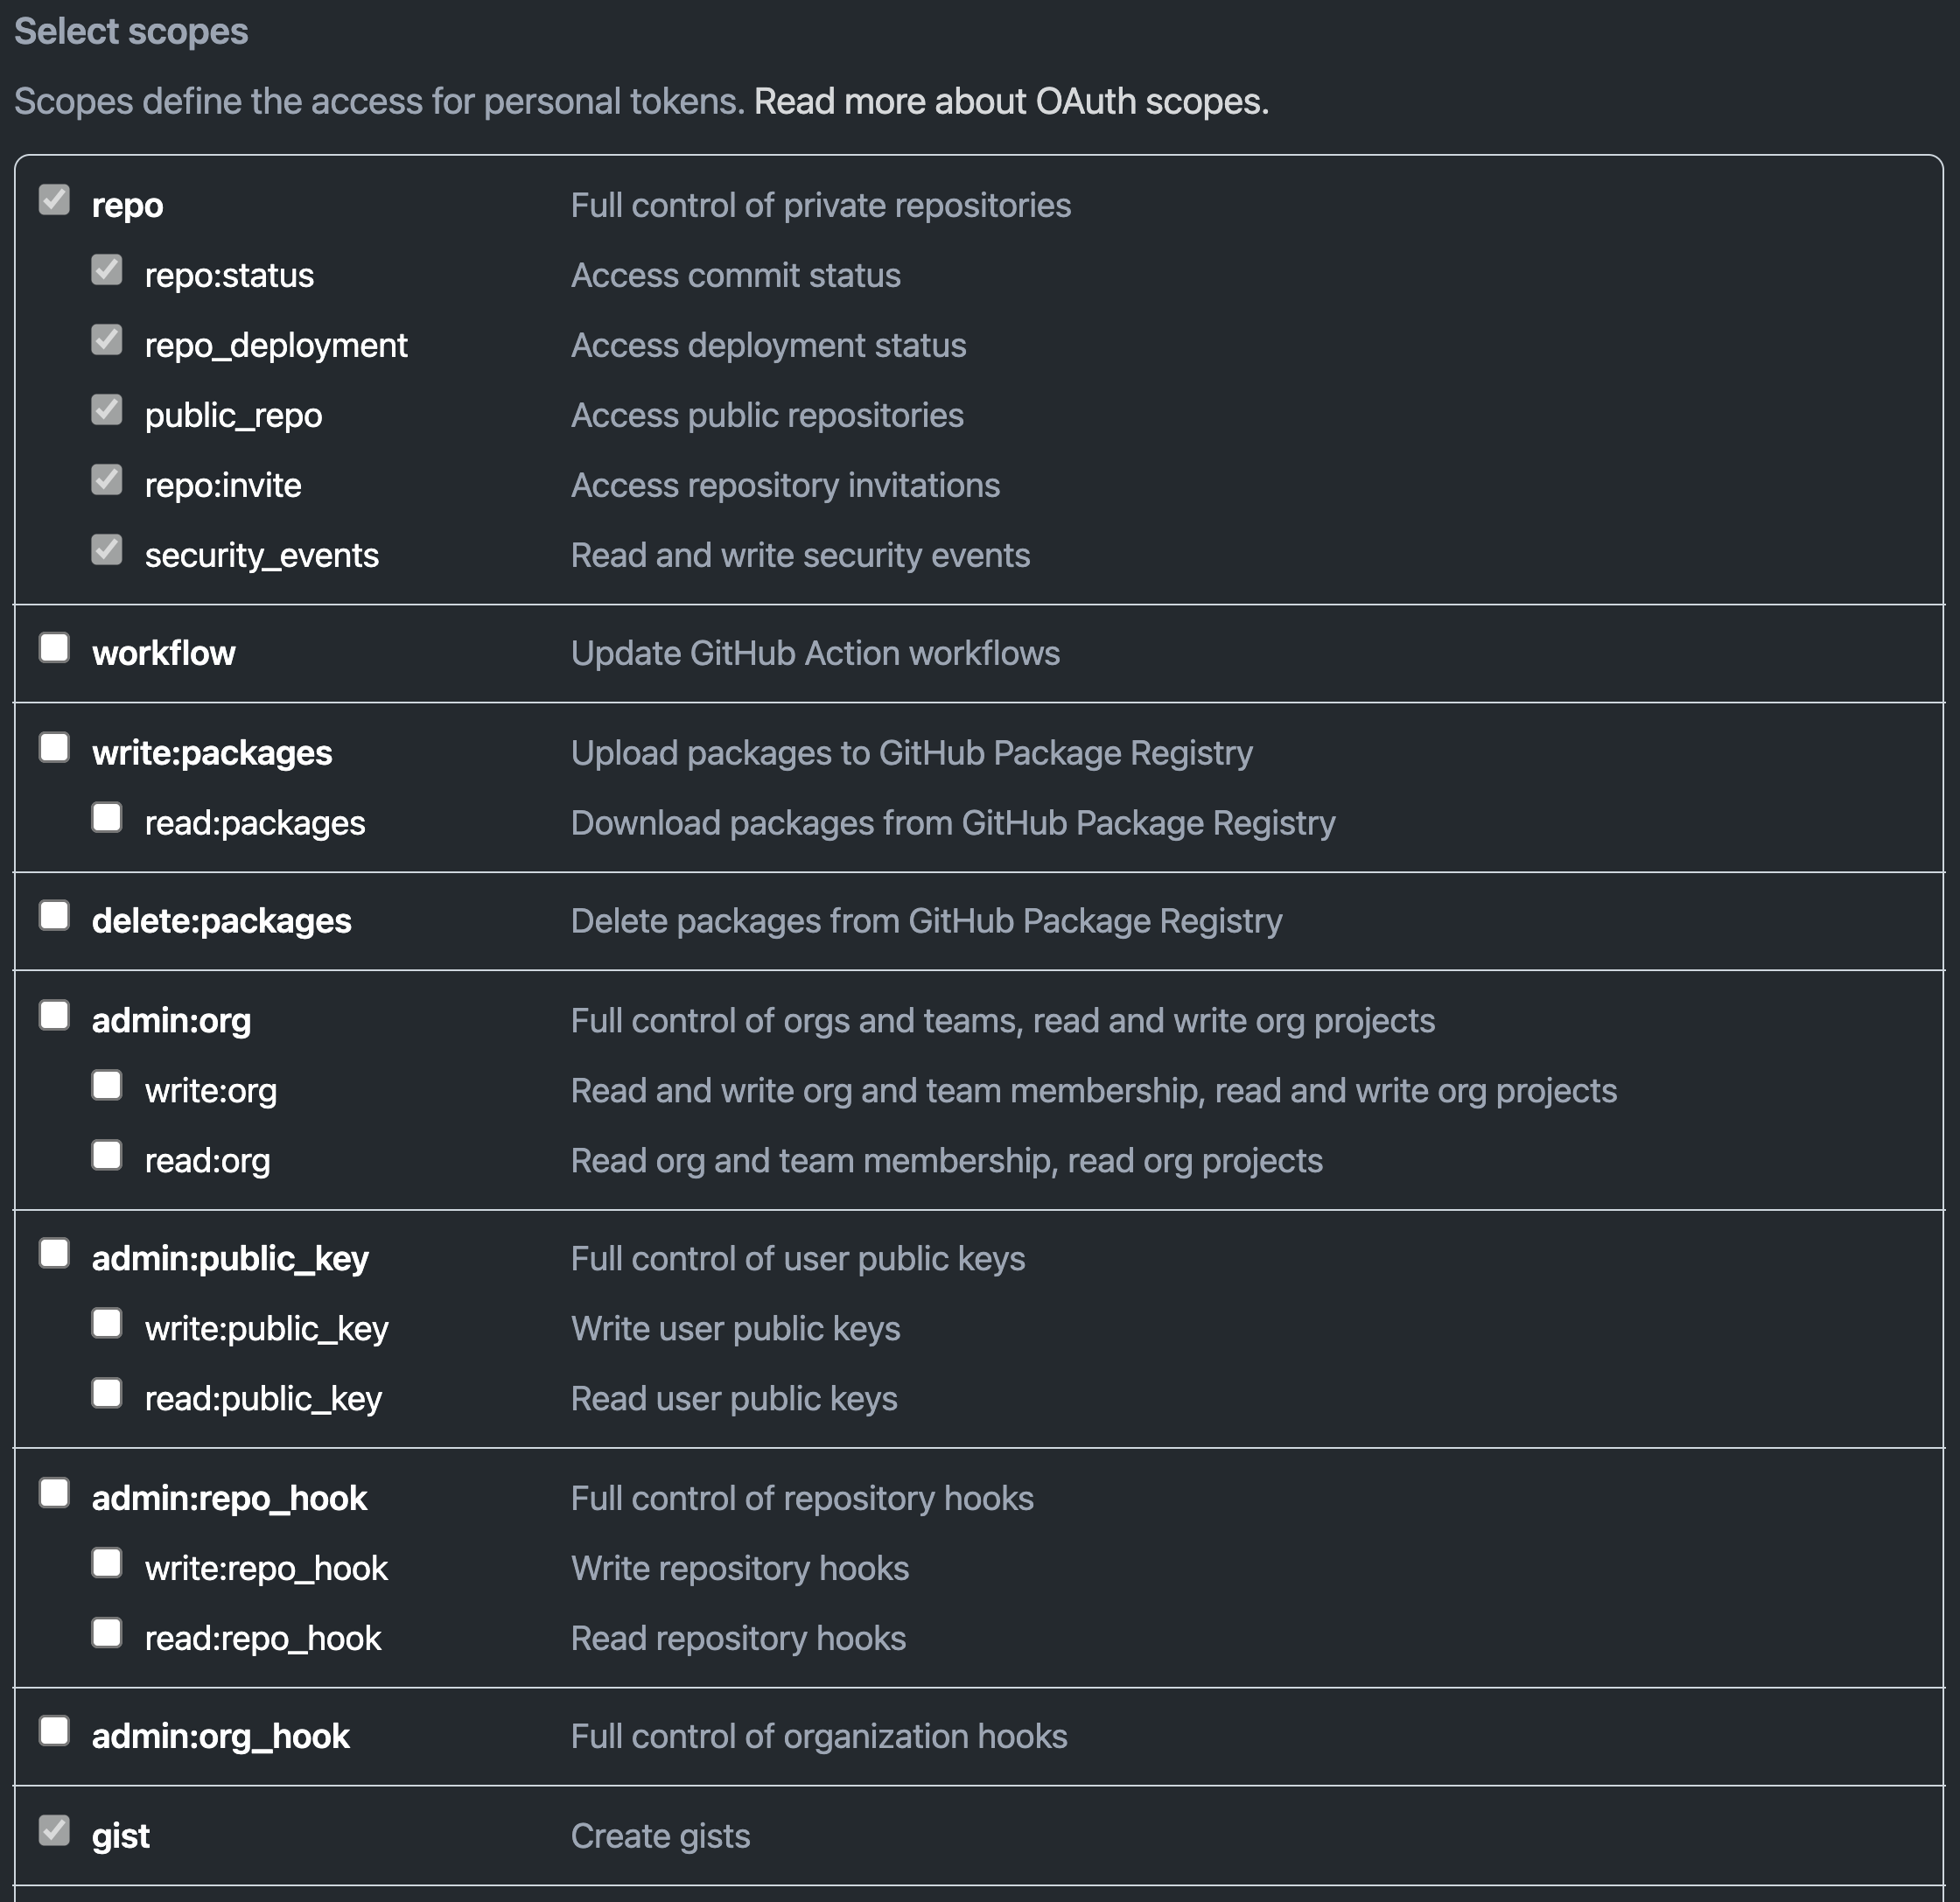 Select scopes
Scopes define the access for personal tokens. Read more about OAuth scopes.
repo Full control of private repositories
repo:status Access commit status
repo_deployment Access deployment status
public_repo Access public repositories
repo:invite Access repository invitations
security_events Read and write security events
workflow Update GitHub Action workflows
write:packages Upload packages to GitHub Package Registry
read:packages Download packages from GitHub Package Registry
delete:packages Delete packages from GitHub Package Registry
admin:org Full control of orgs and teams, read and write org projects
write:org Read and write org and team membership, read and write org projects
read:org Read org and team membership, read org projects
admin:public_key Full control of user public keys
write:public_key Write user public keys
read:public_key Read user public keys
admin:repo_hook Full control of repository hooks
write:repo_hook Write repository hooks
read:repo_hook Read repository hooks
admin:org_hook Full control of organization hooks
gist Create gists